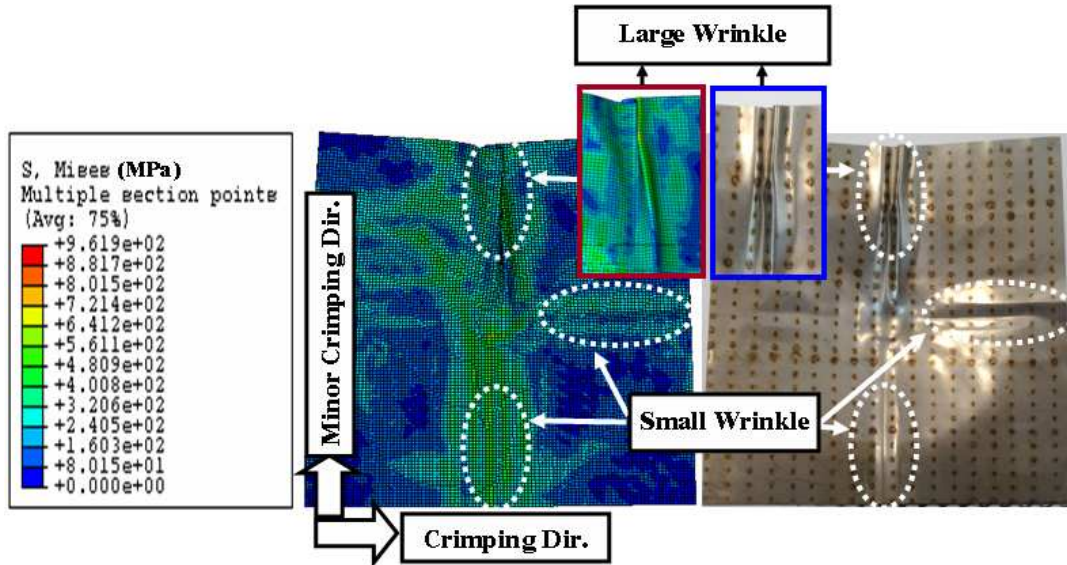 Large Wrinkle
S, Mises (MPa)
Multiple section points
(Avg: 75%)
+9.619e+02
+8.817e+02
+8.015e+02
+7.214e+02
+6.412e+02
+5.611e+02
+4.809e+02
+4.008e+02
+3.206e+02
+2.405e+02
+1.603e+02
+8.015e+01
+0.000e+00
Minor Crimping Dir.
Small Wrinkle
Crimping Dir.